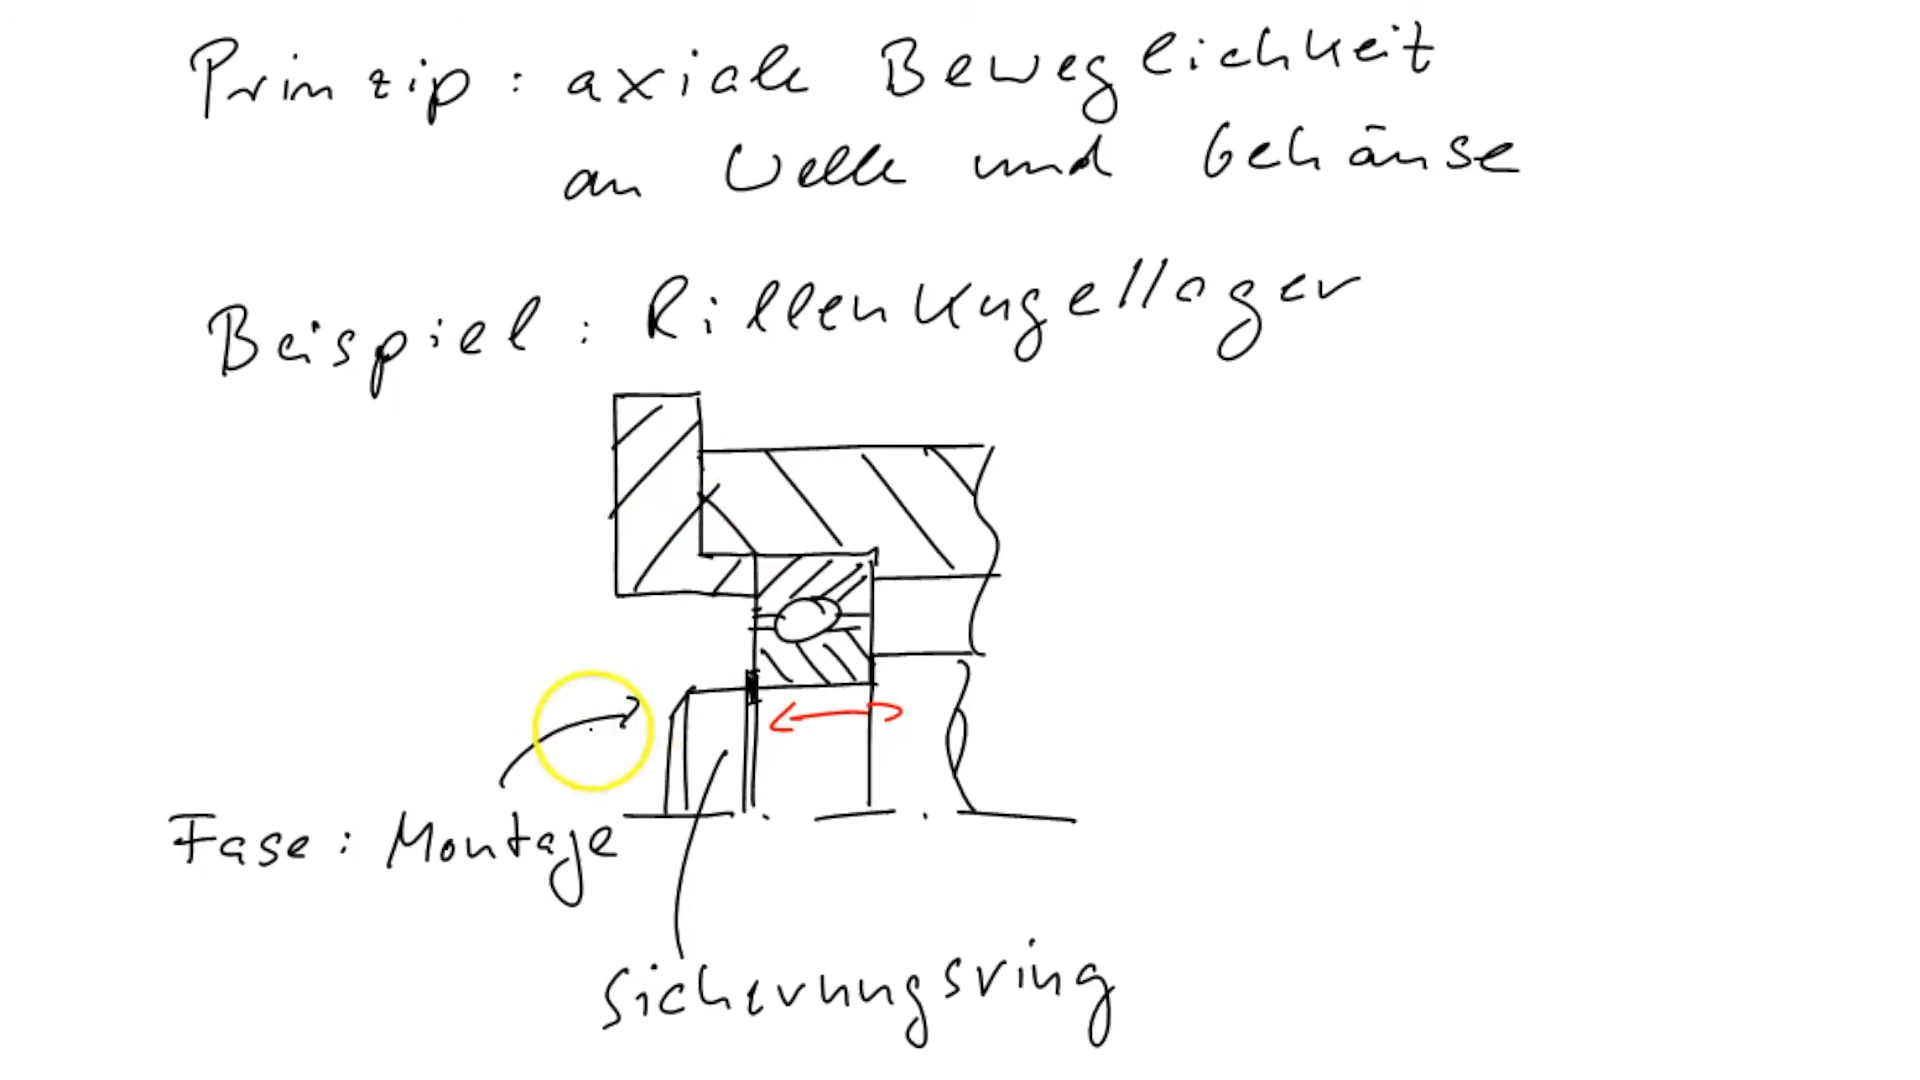 Prinzip: axiale Beweglichkeit
an Welle und Gehäuse
Beispiel: Rillenkugellager
Fase: Montage
Sicherungsring